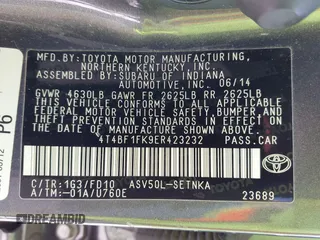 MFD. BY: TOYOTA MOTOR MANUFACTURING,
NORTHERN KENTUCKY, INC.
ASSEMBLED BY: SUBARU OF INDIANA
AUTOMOTIVE, INC. 06/14
GVWR 4630LB GAWR FR 2625LB RR 2625LB
THIS VEHICLE CONFORMS TO ALL APPLICABLE
FEDERAL MOTOR VEHICLE SAFETY, BUMPER, AND
THEFT PREVENTION STANDARDS IN EFFECT ON
THE DATE OF MANUFACTURE SHOWN ABOVE.
4T4BF1FK9ER423232 PASS.CAR
C/TR:1G3/FD10 ASV50L-SETNKA
A/TM:-01A/U760E
23689
TOYOTA
P6
DREAMBID